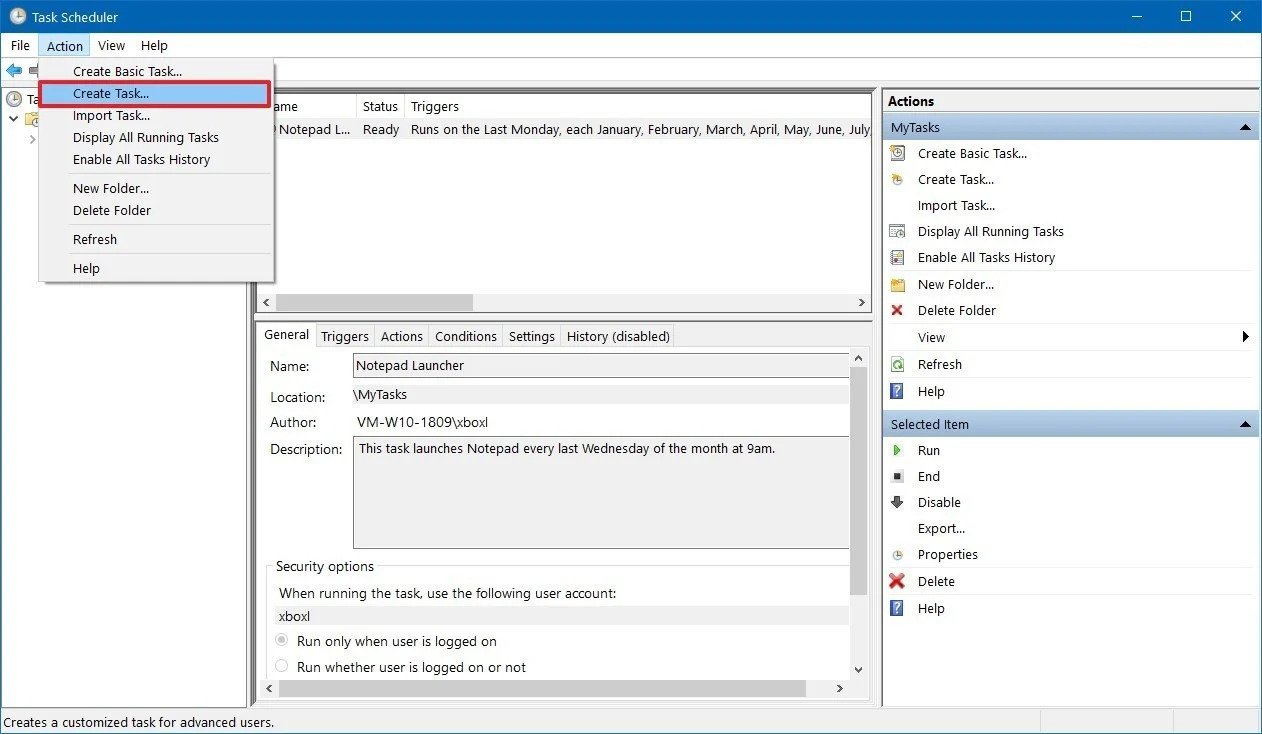 Task Scheduler
File Action View Help
Create Basic Task...
Create Task...
Import Task...
Display All Running Tasks
Enable All Tasks History
New Folder...
Delete Folder
Refresh
Help
Status Triggers
Notepad L... Ready Runs on the Last Monday, each January, February, March, April, May, June, July,
General Triggers Actions Conditions Settings History (disabled)
Name: Notepad Launcher
Location: \MyTasks
Author: VM-W10-1809\xboxl
Description: This task launches Notepad every last Wednesday of the month at 9am.
Security options
When running the task, use the following user account:
xboxl
Run only when user is logged on
Run whether user is logged on or not
Actions
MyTasks
Create Basic Task...
Create Task...
Import Task...
Display All Running Tasks
Enable All Tasks History
New Folder...
Delete Folder
View
Refresh
Help
Selected Item
Run
End
Disable
Export...
Properties
Delete
Help
Creates a customized task for advanced users.